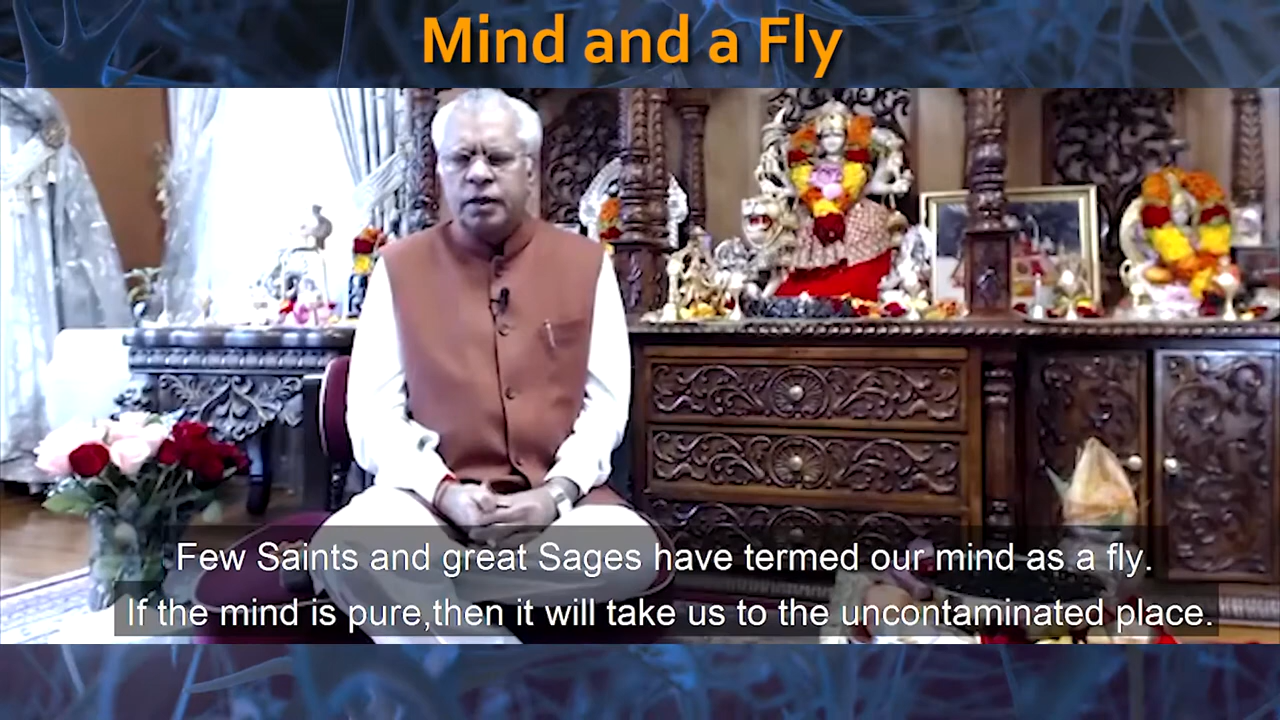 Mind and a Fly
Few Saints and great Sages have termed our mind as a fly.
If the mind is pure,then it will take us to the uncontaminated place.